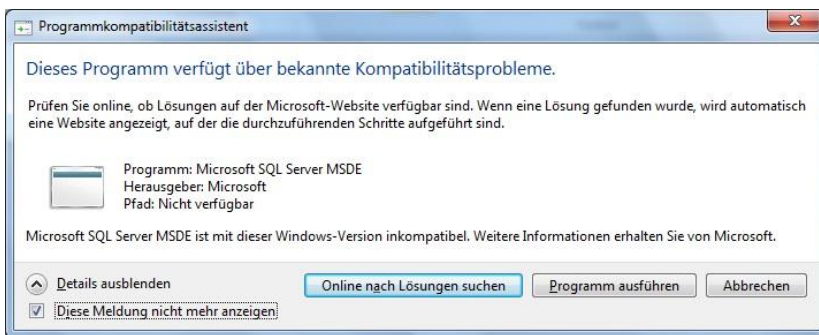 Programmkompatibilitätsassistent
Dieses Programm verfügt über bekannte Kompatibilitätsprobleme.
Prüfen Sie online, ob Lösungen auf der Microsoft-Website verfügbar sind. Wenn eine Lösung gefunden wurde, wird automatisch
eine Website angezeigt, auf der die durchzuführenden Schritte aufgeführt sind.
Programm: Microsoft SQL Server MSDE
Herausgeber: Microsoft
Pfad: Nicht verfügbar
Microsoft SQL Server MSDE ist mit dieser Windows-Version inkompatibel. Weitere Informationen erhalten Sie von Microsoft.
Details ausblenden
Online nach Lösungen suchen
Programm ausführen
Abbrechen
Diese Meldung nicht mehr anzeigen